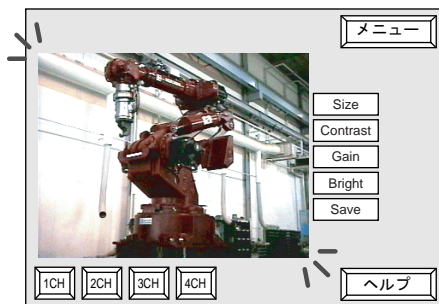 メニュー
Size
Contrast
Gain
Bright
Save
1CH 2CH 3CH 4CH
ヘルプ